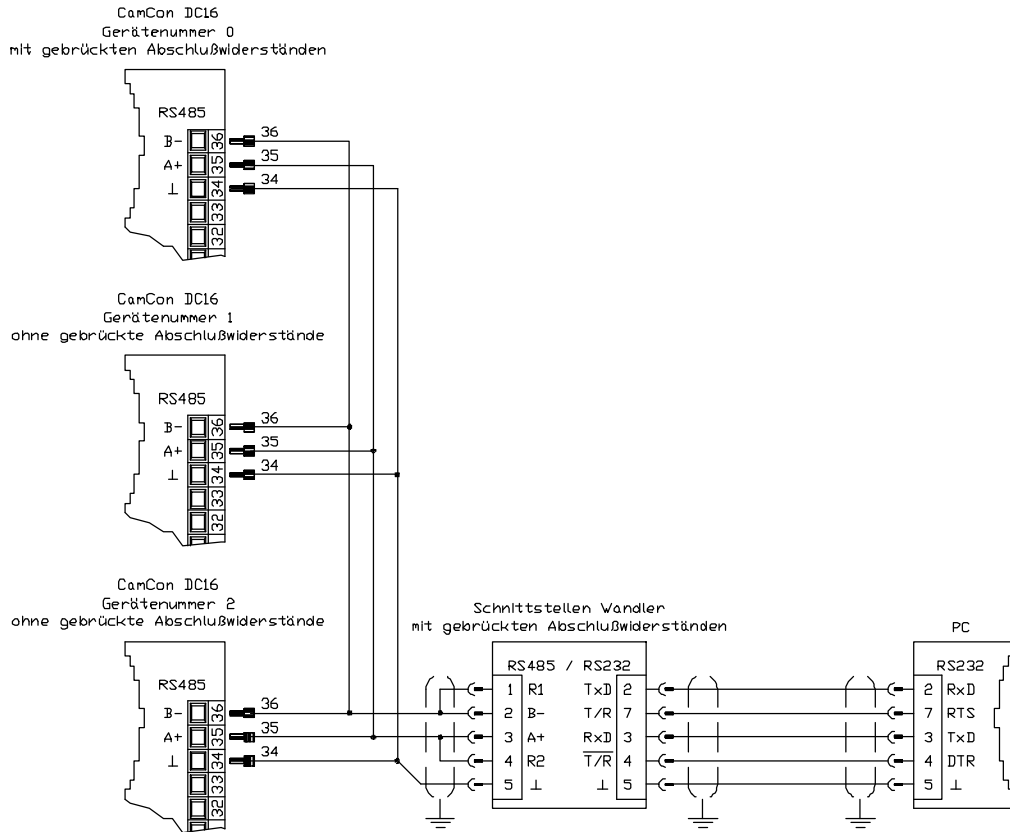 CamCon DC16
Gerätenummer 0
mit gebrückten Abschlußwiderständen
RS485
B- 36 36
A+ 35 35
⊥ 34 34
33
32
CamCon DC16
Gerätenummer 1
ohne gebrückte Abschlußwiderstände
RS485
B- 36 36
A+ 35 35
⊥ 34 34
33
32
CamCon DC16
Gerätenummer 2
ohne gebrückte Abschlußwiderstände
RS485
B- 36 36
A+ 35 35
⊥ 34 34
33
32
Schnittstellen Wandler
mit gebrückten Abschlußwiderständen
RS485 / RS232
1 R1 TxD 2
2 B- T/R 7
3 A+ RxD 3
4 R2 T/R 4
5 ⊥ ⊥ 5
PC
RS232
2 RxD
7 RTS
3 TxD
4 DTR
5 ⊥